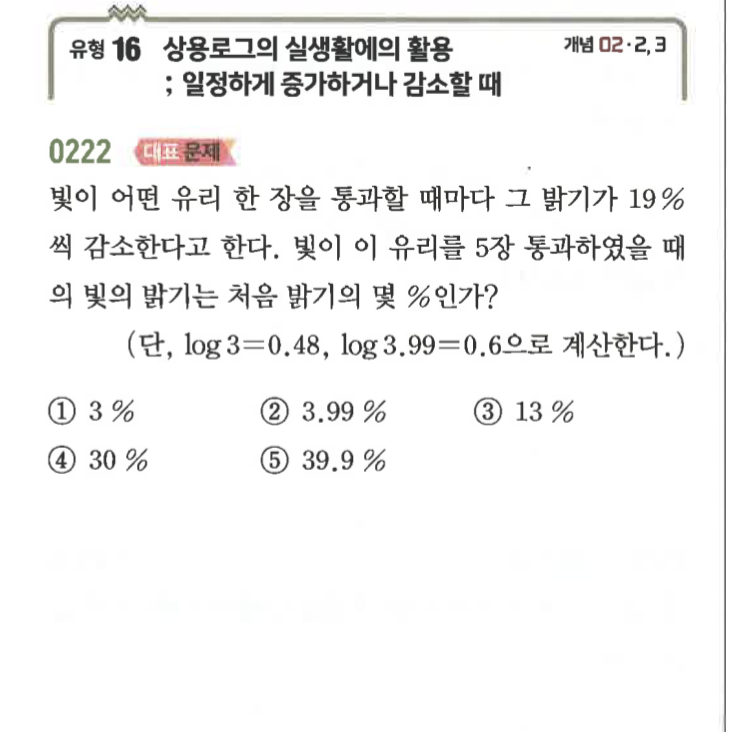 유형 16 상용로그의 실생활에의 활용 개념 02·2, 3
; 일정하게 증가하거나 감소할 때
0222 대표 문제
빛이 어떤 유리 한 장을 통과할 때마다 그 밝기가 19 %
씩 감소한다고 한다. 빛이 이 유리를 5장 통과하였을 때
의 빛의 밝기는 처음 밝기의 몇 %인가?
(단, log 3=0.48, log 3.99=0.6으로 계산한다.)
① 3 % ② 3.99 % ③ 13 %
④ 30 % ⑤ 39.9 %